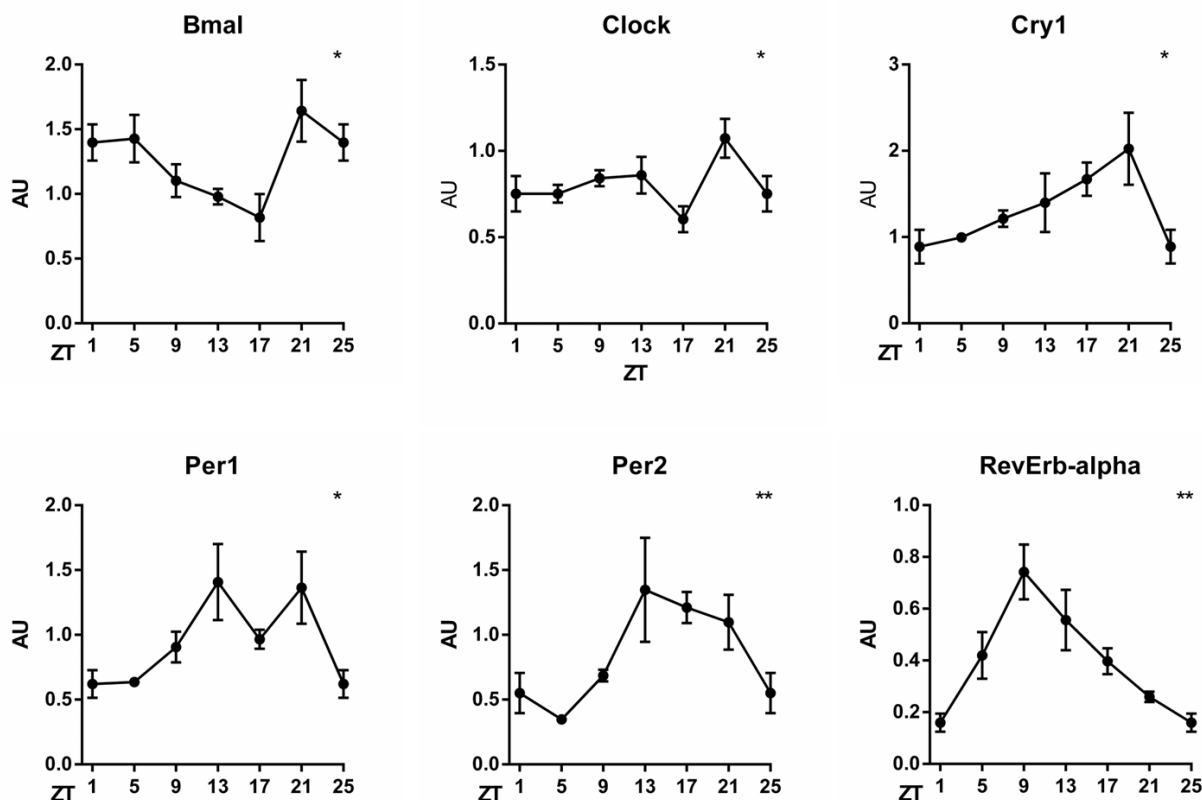 Bmal
*
2.0
1.5
1.0
0.5
0.0
AU
ZT 1 5 9 13 17 21 25
Clock
*
1.5
1.0
0.5
0.0
AU
1 5 9 13 17 21 25
ZT
Cry1
*
3
2
1
0
AU
ZT 1 5 9 13 17 21 25
Per1
*
2.0
1.5
1.0
0.5
0.0
AU
ZT 1 5 9 13 17 21 25
Per2
**
2.0
1.5
1.0
0.5
0.0
AU
ZT 1 5 9 13 17 21 25
RevErb-alpha
**
1.0
0.8
0.6
0.4
0.2
0.0
AU
ZT 1 5 9 13 17 21 25